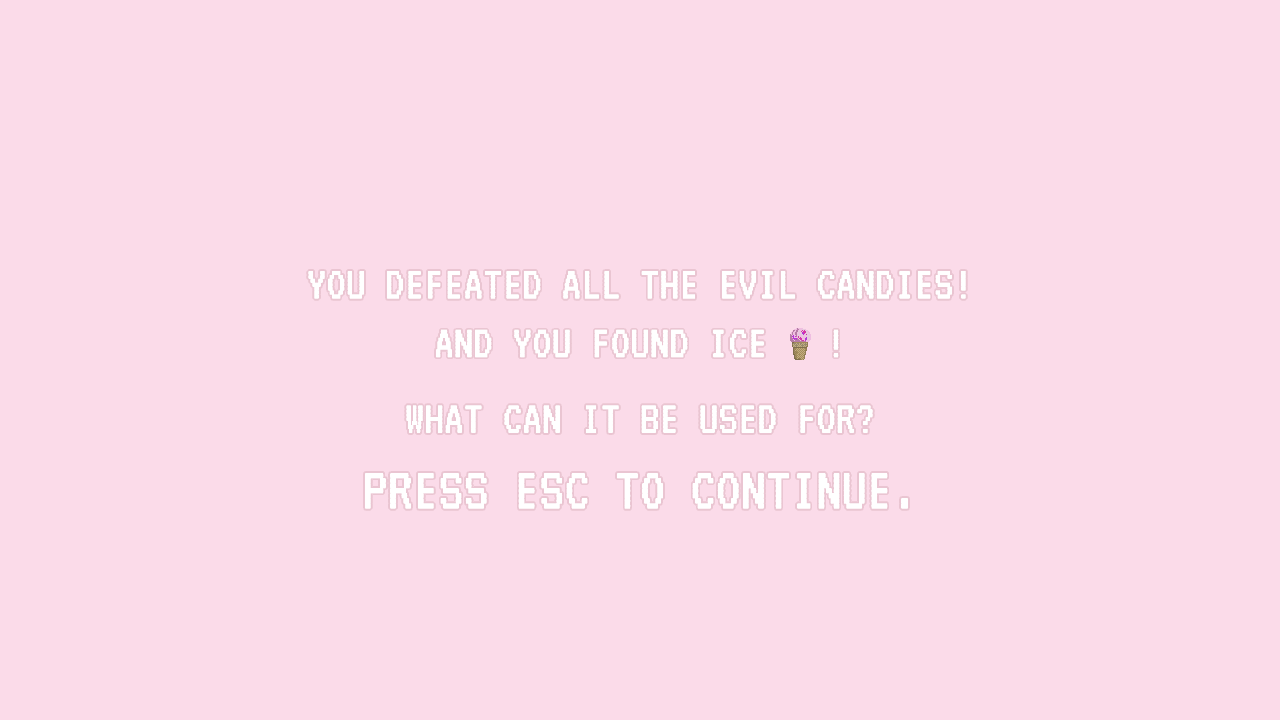 YOU DEFEATED ALL THE EVIL CANDIES!
AND YOU FOUND ICE !
WHAT CAN IT BE USED FOR?
PRESS ESC TO CONTINUE.